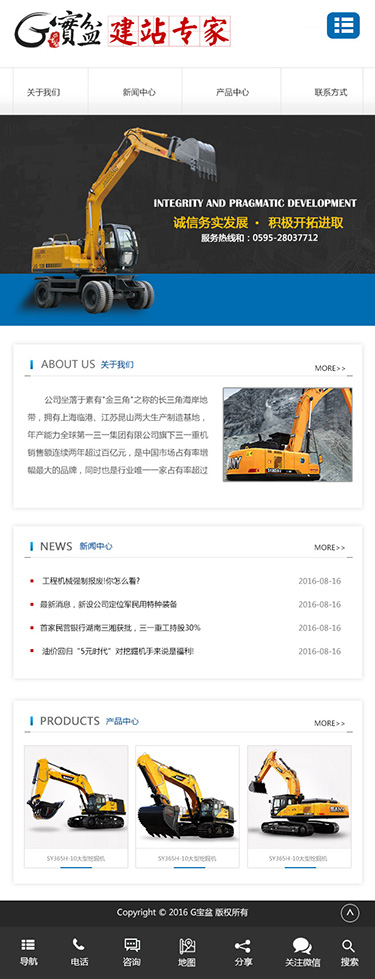 G寶盆 建站专家
关于我们 新闻中心 产品中心 联系方式
INTEGRITY AND PRAGMATIC DEVELOPMENT
诚信务实发展 · 积极开拓进取
服务热线和：0595-28037712
ABOUT US 关于我们 MORE>>
公司坐落于素有“金三角”之称的长三角海岸地
带，拥有上海临港、江苏昆山两大生产制造基地，
年产能力全球第一三一集团有限公司旗下三一重机
销售额连续两年超过百亿元，是中国市场占有率增
幅最大的品牌，同时也是行业唯一一家占有率超过
NEWS 新闻中心 MORE>>
工程机械强制报废!你怎么看? 2016-08-16
最新消息，新设公司定位军民用特种装备 2016-08-16
首家民营银行湖南三湘获批，三一重工持股30% 2016-08-16
油价回归“5元时代”对挖掘机手来说是福利! 2016-08-16
PRODUCTS 产品中心 MORE>>
SY365H-10大型挖掘机 SY365H-10大型挖掘机 SY365H-10大型挖掘机
Copyright © 2016 G宝盆 版权所有
导航 电话 咨询 地图 分享 关注微信 搜索